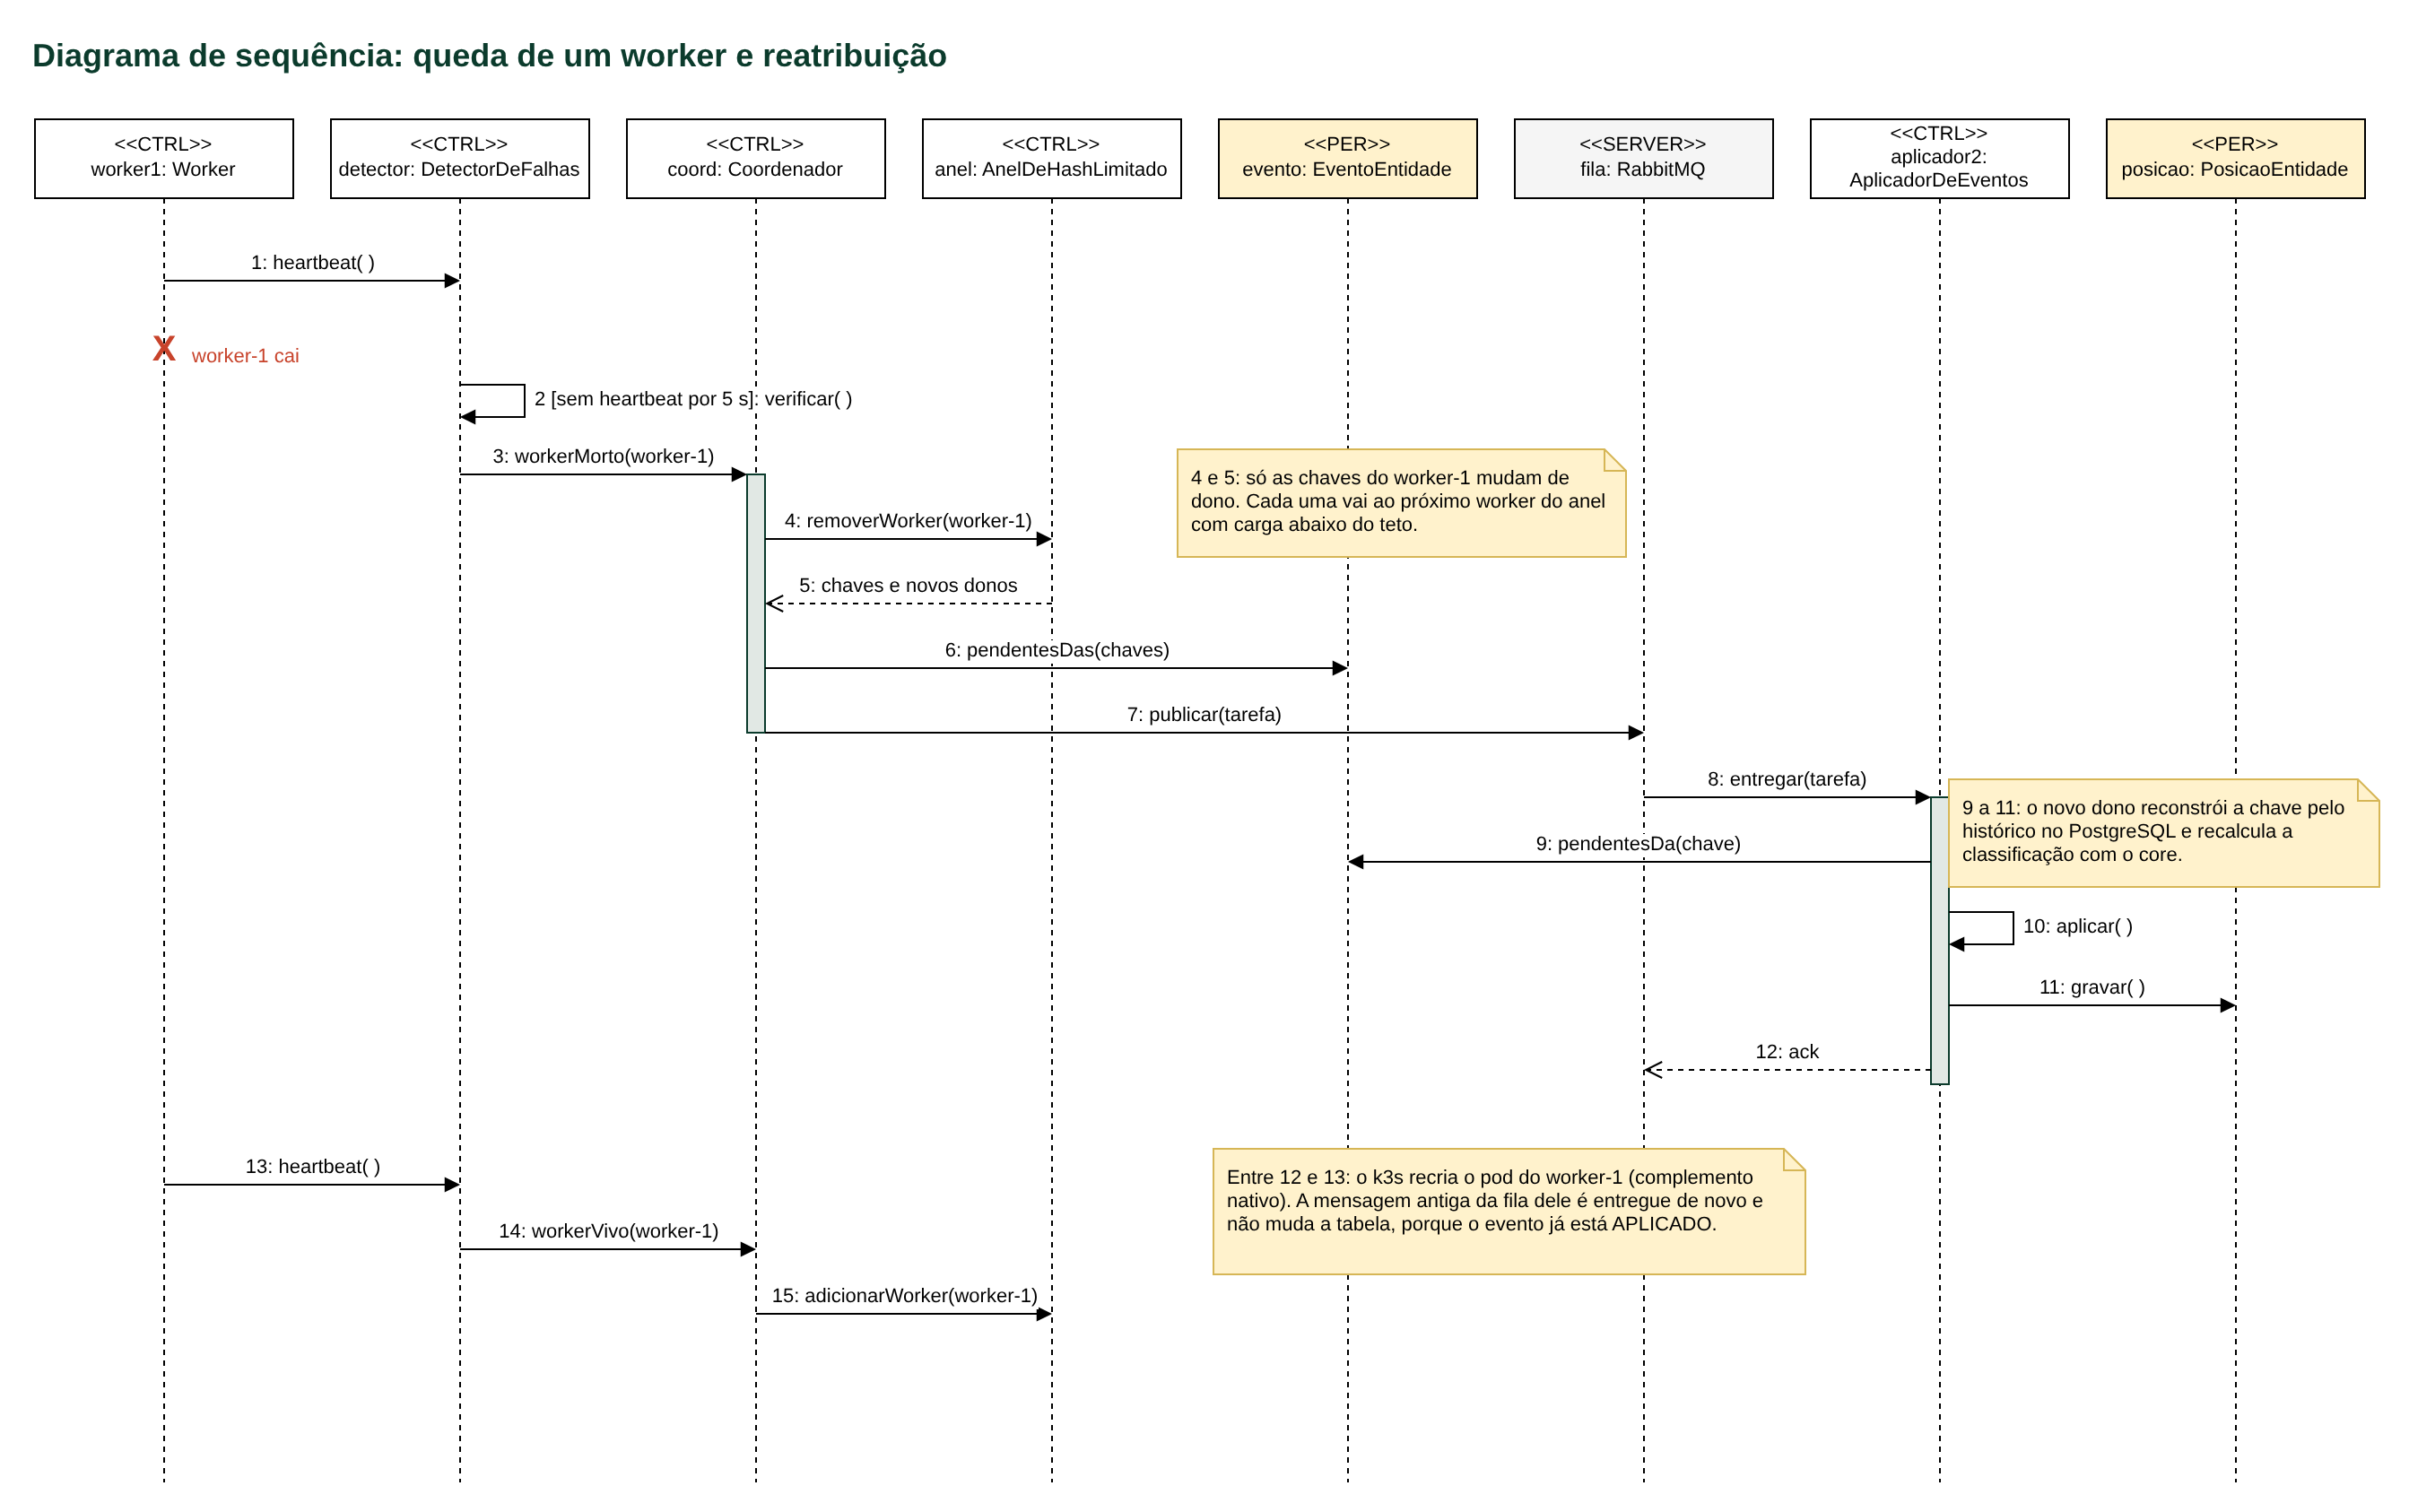 Diagrama de sequência: queda de um worker e reatribuição
<<CTRL>>
worker1: Worker
<<CTRL>>
detector: DetectorDeFalhas
<<CTRL>>
coord: Coordenador
<<CTRL>>
anel: AnelDeHashLimitado
<<PER>>
evento: EventoEntidade
<<SERVER>>
fila: RabbitMQ
<<CTRL>>
aplicador2:
AplicadorDeEventos
<<PER>>
posicao: PosicaoEntidade
1: heartbeat( )
X worker-1 cai
2 [sem heartbeat por 5 s]: verificar( )
3: workerMorto(worker-1)
4 e 5: só as chaves do worker-1 mudam de
dono. Cada uma vai ao próximo worker do anel
com carga abaixo do teto.
4: removerWorker(worker-1)
5: chaves e novos donos
6: pendentesDas(chaves)
7: publicar(tarefa)
8: entregar(tarefa)
9 a 11: o novo dono reconstrói a chave pelo
histórico no PostgreSQL e recalcula a
classificação com o core.
9: pendentesDa(chave)
10: aplicar( )
11: gravar( )
12: ack
13: heartbeat( )
Entre 12 e 13: o k3s recria o pod do worker-1 (complemento
nativo). A mensagem antiga da fila dele é entregue de novo e
não muda a tabela, porque o evento já está APLICADO.
14: workerVivo(worker-1)
15: adicionarWorker(worker-1)